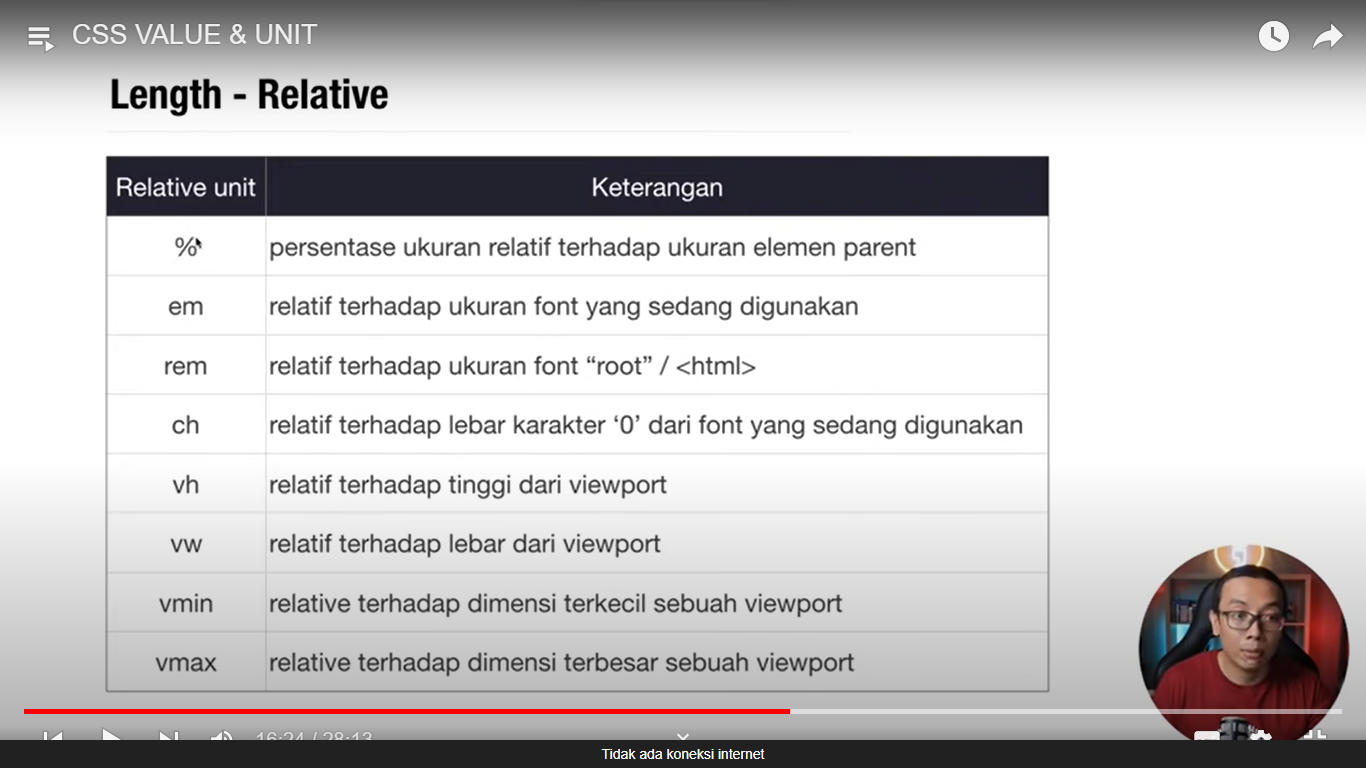 CSS VALUE & UNIT
Length - Relative
Relative unit Keterangan
% persentase ukuran relatif terhadap ukuran elemen parent
em relatif terhadap ukuran font yang sedang digunakan
rem relatif terhadap ukuran font “root” / <html>
ch relatif terhadap lebar karakter ‘0’ dari font yang sedang digunakan
vh relatif terhadap tinggi dari viewport
vw relatif terhadap lebar dari viewport
vmin relative terhadap dimensi terkecil sebuah viewport
vmax relative terhadap dimensi terbesar sebuah viewport
16:24 / 28:13
Tidak ada koneksi internet